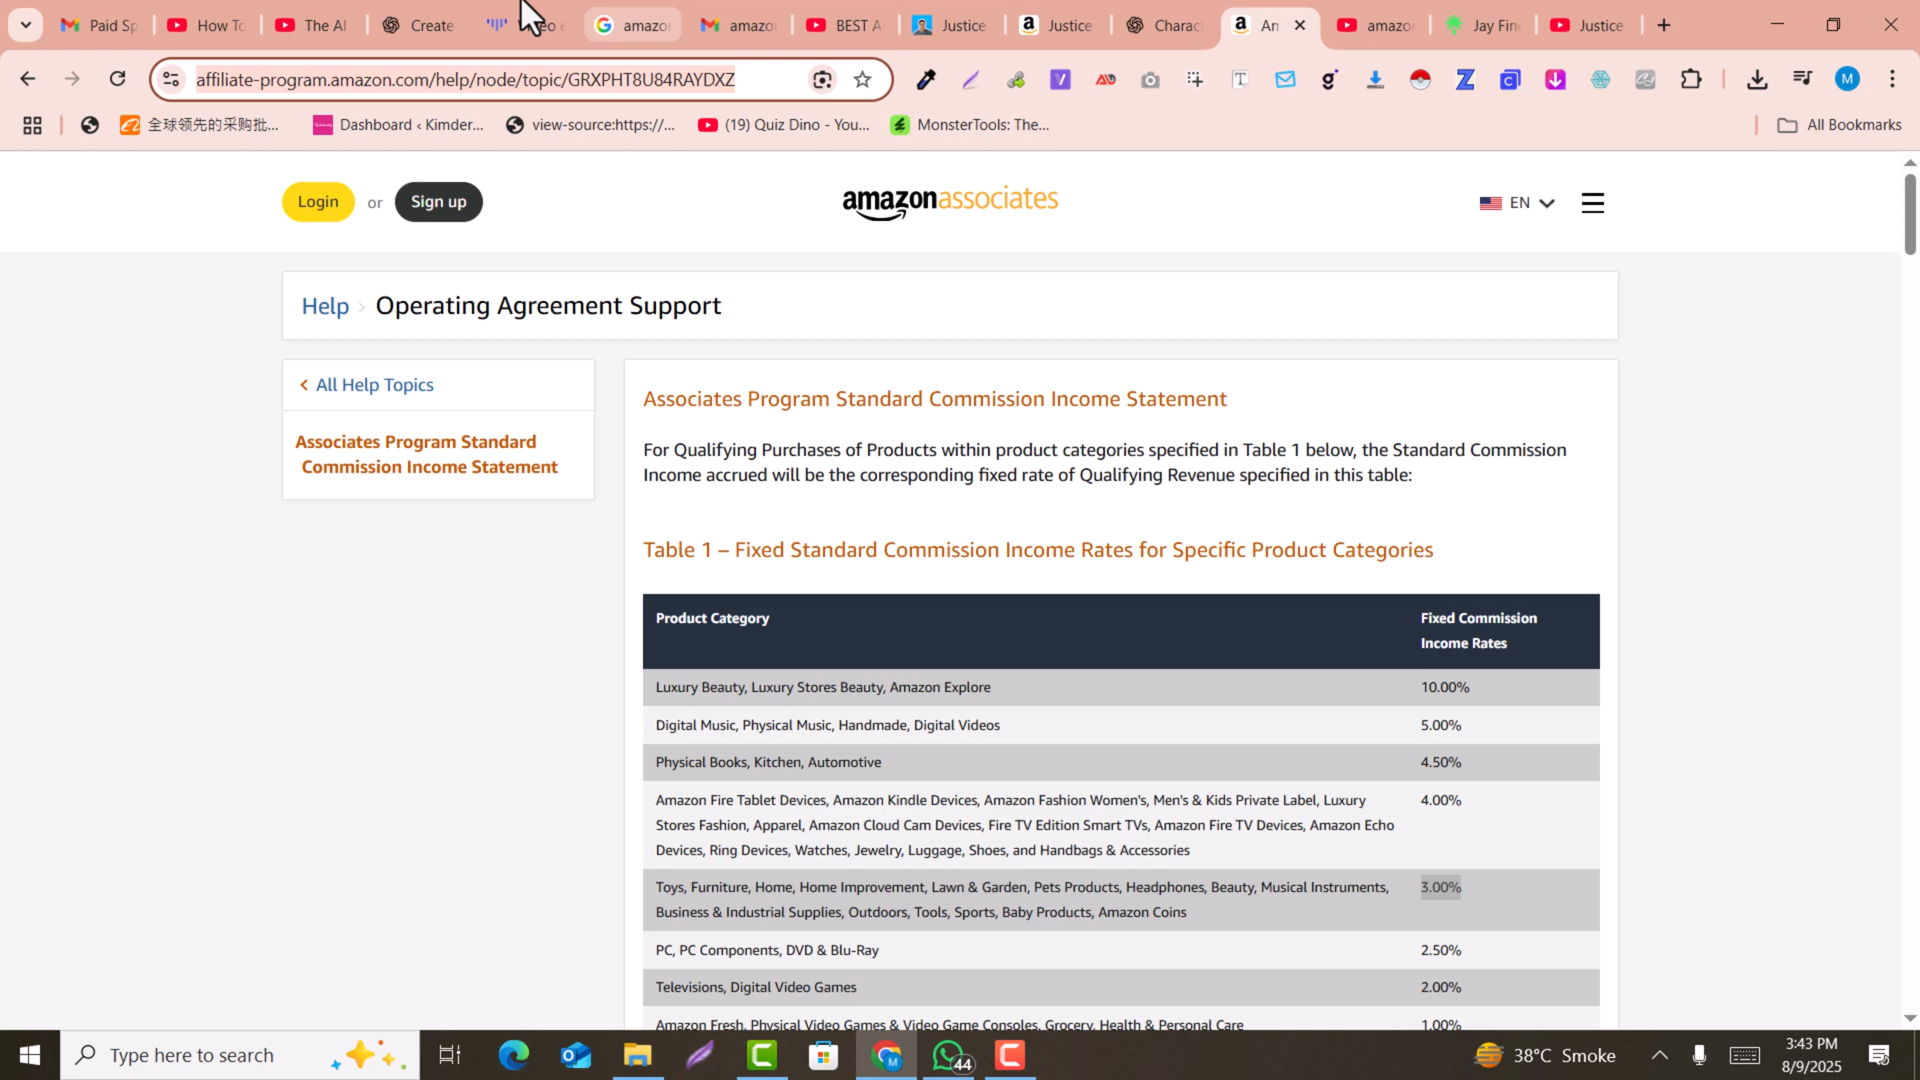 Paid Sp
How To
The AI
Create
amazon
amazon
BEST A
Justice
Justice
Charac
Am
amazo
Jay Find
Justice
affiliate-program.amazon.com/help/node/topic/GRXPHT8U84RAYDXZ
全球领先的采购批...
Dashboard ‹ Kimder...
view-source:https://...
(19) Quiz Dino - You...
MonsterTools: The...
All Bookmarks
Login or Sign up
amazonassociates
EN
Help › Operating Agreement Support
All Help Topics
Associates Program Standard
Commission Income Statement
Associates Program Standard Commission Income Statement
For Qualifying Purchases of Products within product categories specified in Table 1 below, the Standard Commission
Income accrued will be the corresponding fixed rate of Qualifying Revenue specified in this table:
Table 1 – Fixed Standard Commission Income Rates for Specific Product Categories
Product Category
Fixed Commission
Income Rates
Luxury Beauty, Luxury Stores Beauty, Amazon Explore 10.00%
Digital Music, Physical Music, Handmade, Digital Videos 5.00%
Physical Books, Kitchen, Automotive 4.50%
Amazon Fire Tablet Devices, Amazon Kindle Devices, Amazon Fashion Women's, Men's & Kids Private Label, Luxury 4.00%
Stores Fashion, Apparel, Amazon Cloud Cam Devices, Fire TV Edition Smart TVs, Amazon Fire TV Devices, Amazon Echo
Devices, Ring Devices, Watches, Jewelry, Luggage, Shoes, and Handbags & Accessories
Toys, Furniture, Home, Home Improvement, Lawn & Garden, Pets Products, Headphones, Beauty, Musical Instruments, 3.00%
Business & Industrial Supplies, Outdoors, Tools, Sports, Baby Products, Amazon Coins
PC, PC Components, DVD & Blu-Ray 2.50%
Televisions, Digital Video Games 2.00%
Amazon Fresh, Physical Video Games & Video Game Consoles, Grocery, Health & Personal Care 1.00%
Type here to search
44
38°C Smoke
3:43 PM
8/9/2025